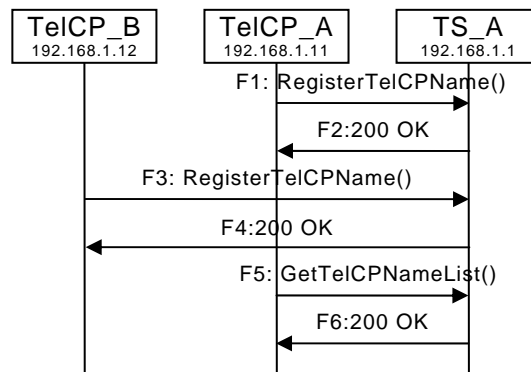 TelCP_B
192.168.1.12
TelCP_A
192.168.1.11
TS_A
192.168.1.1
F1: RegisterTelCPName()
F2:200 OK
F3: RegisterTelCPName()
F4:200 OK
F5: GetTelCPNameList()
F6:200 OK